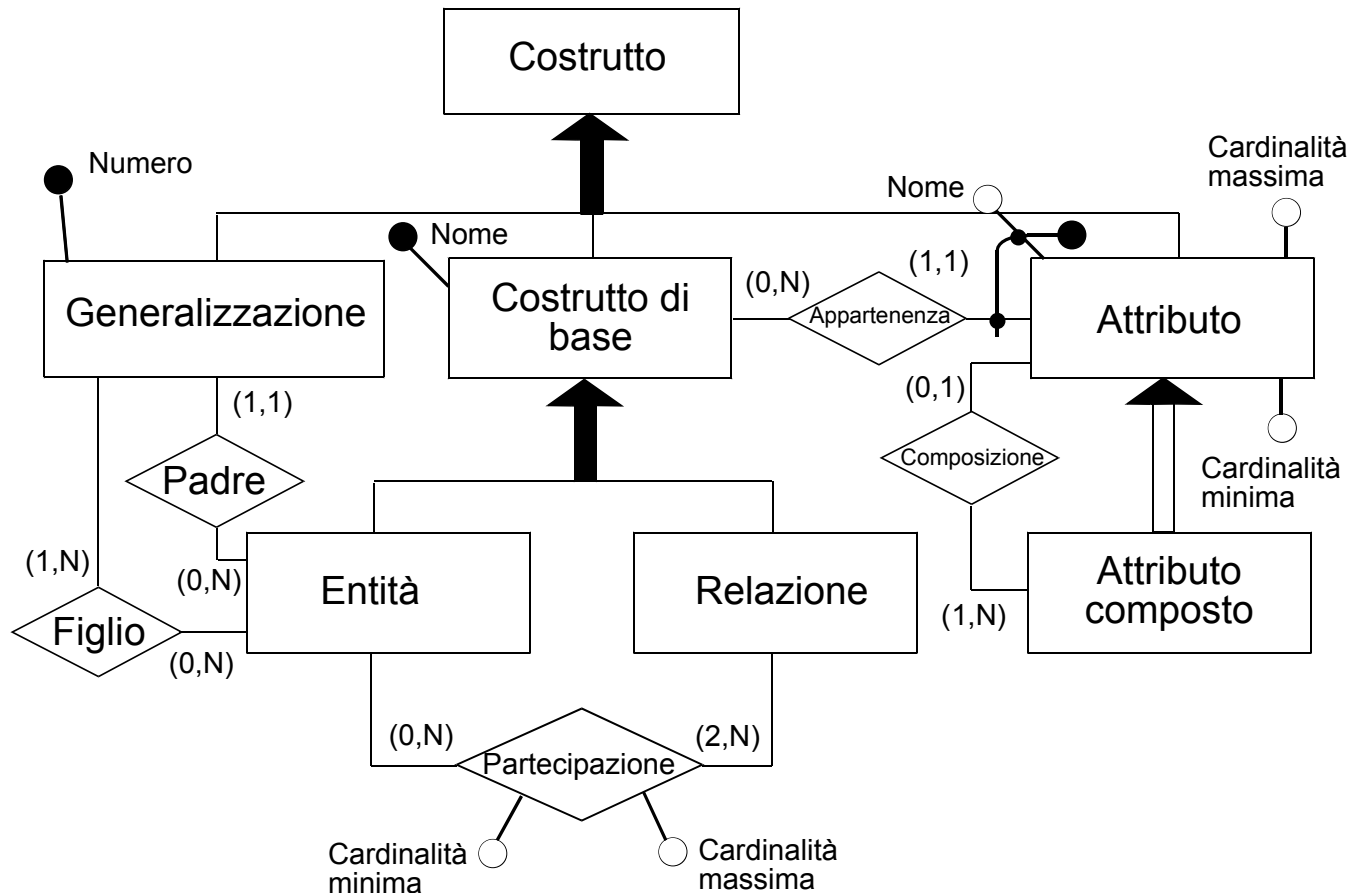 Costrutto
Numero
Nome
Cardinalità
massima
Nome
(0,N)
(1,1)
Generalizzazione
Costrutto di
base
Appartenenza
Attributo
(1,1)
(0,1)
Padre
Composizione
Cardinalità
minima
(1,N)
(0,N)
Entità
Relazione
Attributo
composto
Figlio
(0,N)
(1,N)
(0,N)
Partecipazione
(2,N)
Cardinalità
minima
Cardinalità
massima